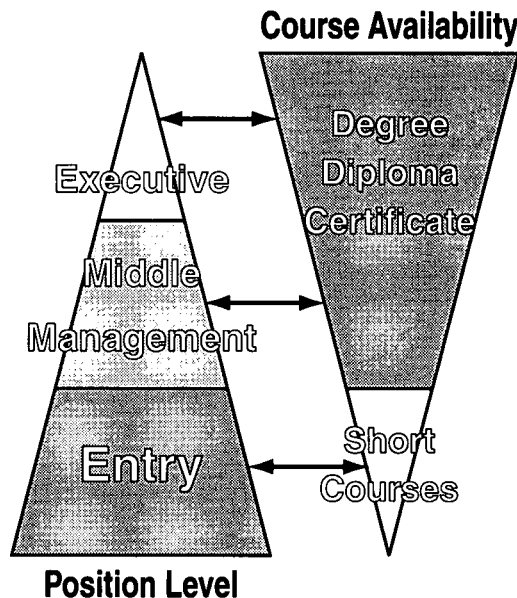 Course Availability
Degree
Diploma
Certificate
Executive
Middle
Management
Entry
Short
Courses
Position Level